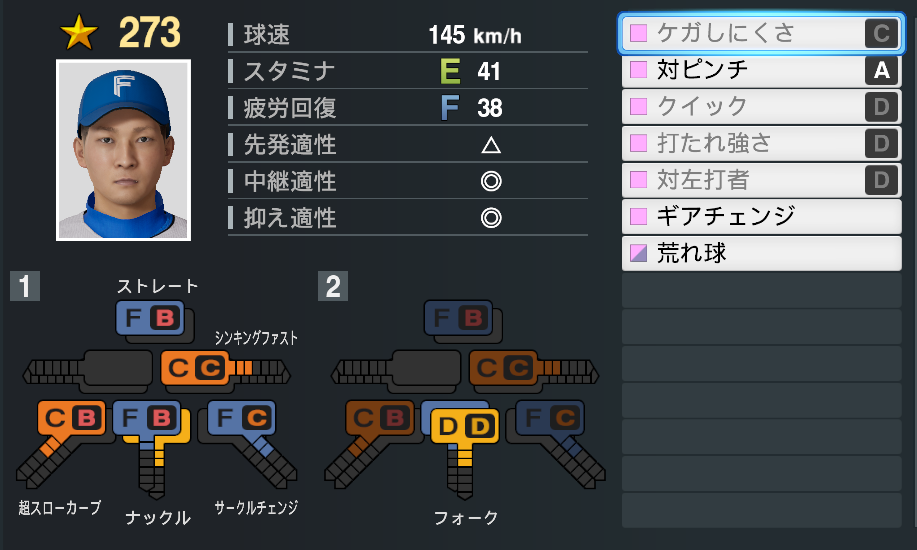 ★ 273
F
球速 145 km/h
スタミナ E 41
疲労回復 F 38
先発適性 △
中継適性 ◎
抑え適性 ◎
ケガしにくさ C
対ピンチ A
クイック D
打たれ強さ D
対左打者 D
ギアチェンジ
荒れ球
1
ストレート
F B
シンキングファスト
C C
C B
F B
F C
超スローカーブ
ナックル
サークルチェンジ
2
F B
C C
C B
D D
F C
フォーク